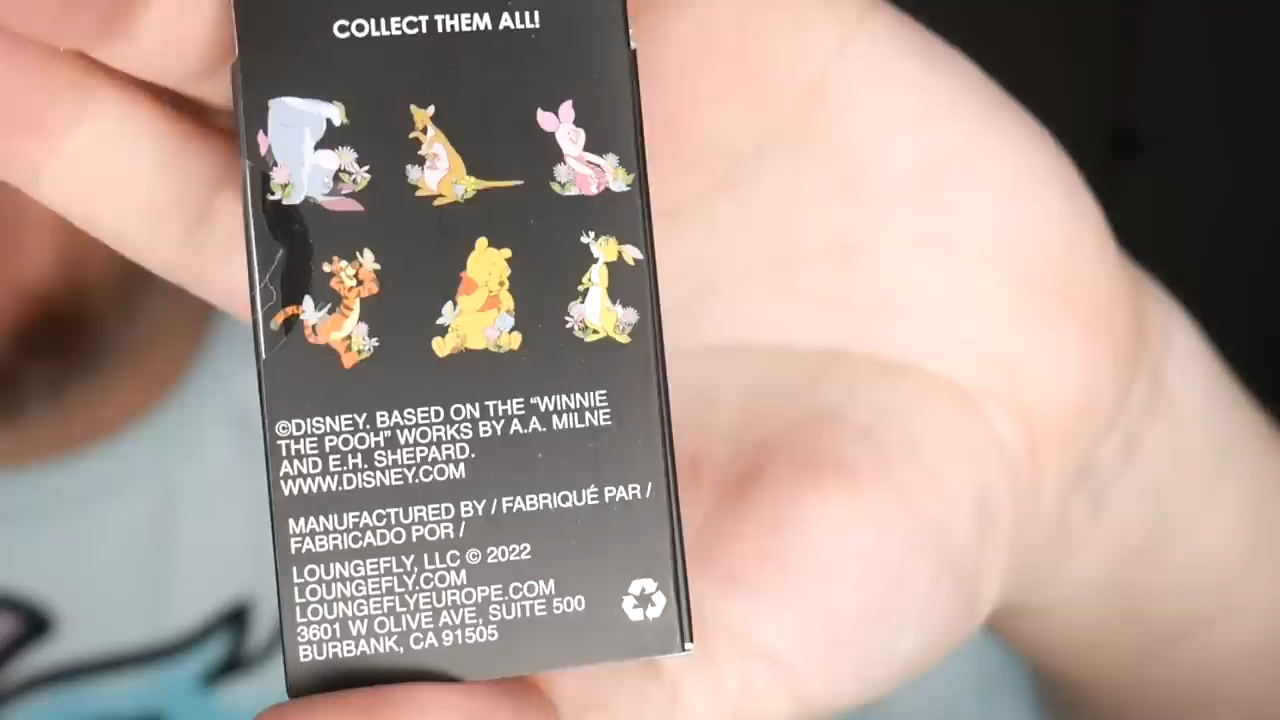 COLLECT THEM ALL!
©DISNEY. BASED ON THE “WINNIE
THE POOH” WORKS BY A.A. MILNE
AND E.H. SHEPARD.
WWW.DISNEY.COM
MANUFACTURED BY / FABRIQUÉ PAR /
FABRICADO POR /
LOUNGEFLY, LLC © 2022
LOUNGEFLY.COM
LOUNGEFLYEUROPE.COM
3601 W OLIVE AVE, SUITE 500
BURBANK, CA 91505